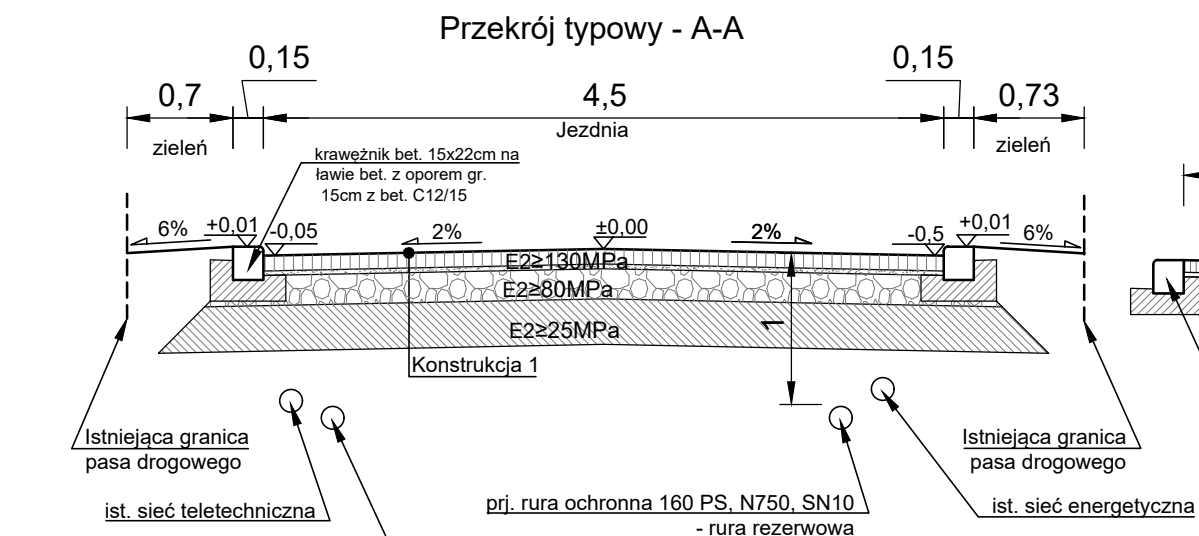 Przekrój typowy - A-A
0,15
0,15
0,7
4,5
0,73
Jezdnia
zieleń
zieleń
krawężnik bet. 15x22cm na
ławie bet. z oporem gr.
15cm z bet. C12/15
6%
+0,01
-0,05
2%
±0,00
2%
-0,5
+0,01
6%
E2≥130MPa
E2≥80MPa
E2≥25MPa
1
Konstrukcja 1
Istniejąca granica
pasa drogowego
Istniejąca granica
pasa drogowego
ist. sieć teletechniczna
prj. rura ochronna 160 PS, N750, SN10
- rura rezerwowa
ist. sieć energetyczna